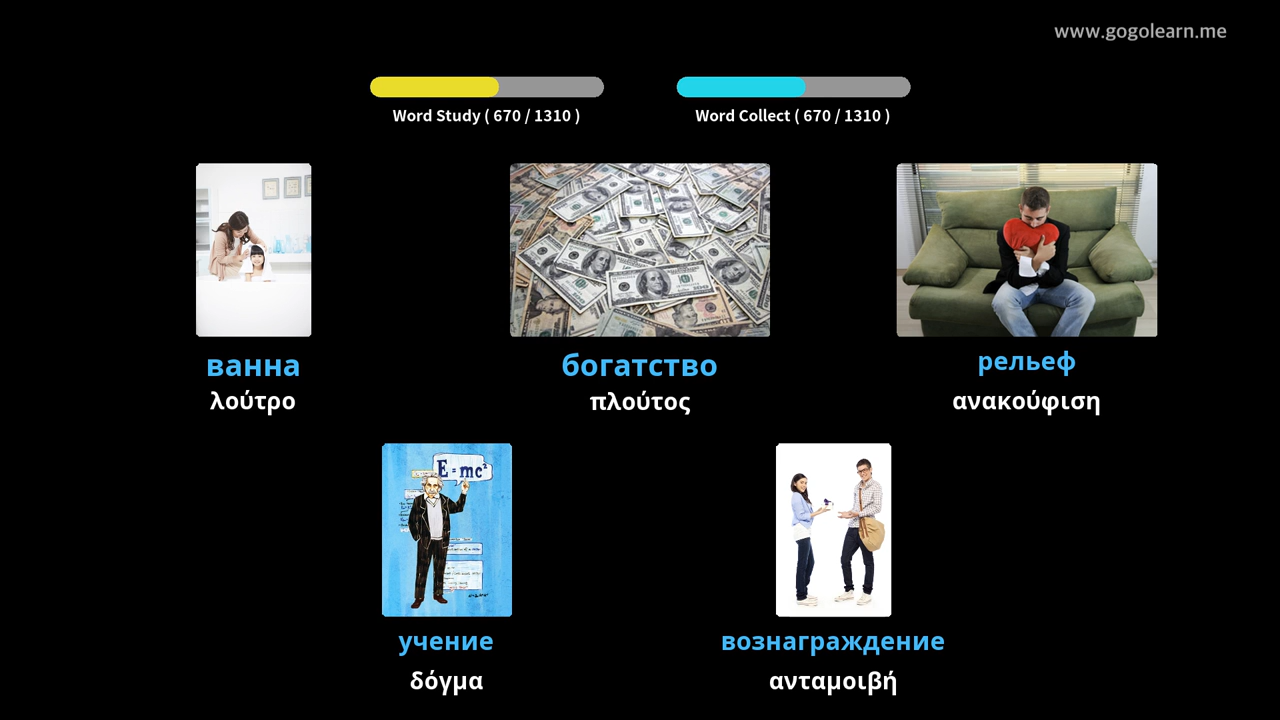 www.gogolearn.me
Word Study ( 670 / 1310 )
Word Collect ( 670 / 1310 )
ванна
λούτρο
богатство
πλούτος
рельеф
ανακούφιση
E=mc²
учение
δόγμα
вознаграждение
ανταμοιβή